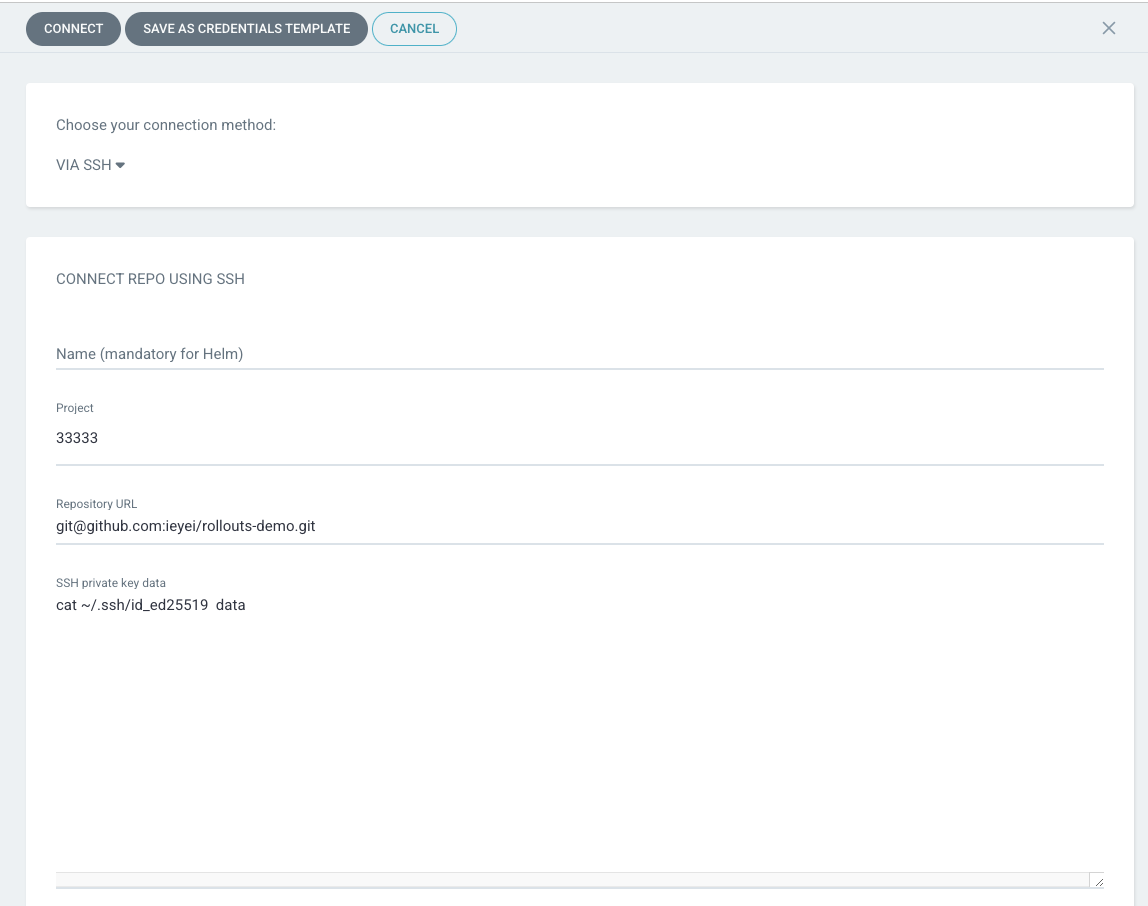 CONNECT SAVE AS CREDENTIALS TEMPLATE CANCEL
Choose your connection method:
VIA SSH
CONNECT REPO USING SSH
Name (mandatory for Helm)
Project
33333
Repository URL
git@github.com:ieyei/rollouts-demo.git
SSH private key data
cat ~/.ssh/id_ed25519  data